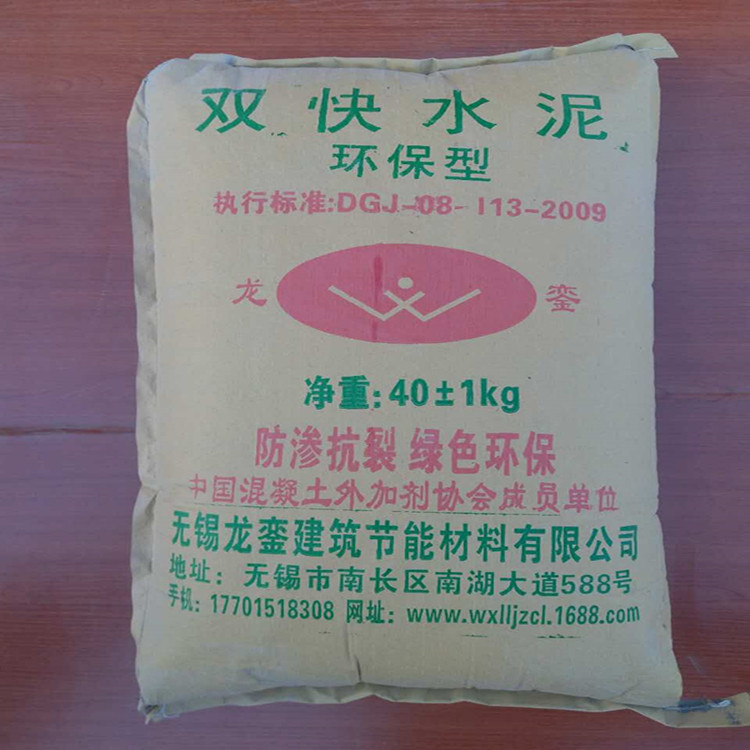 双快水泥
环保型
执行标准:DGJ-08-113-2009
龙 銮
净重:40±1kg
防渗抗裂 绿色环保
中国混凝土外加剂协会成员单位
无锡龙銮建筑节能材料有限公司
地址：无锡市南长区南湖大道588号
手机：17701518308 网址：www.wxlljzcl.1688.com